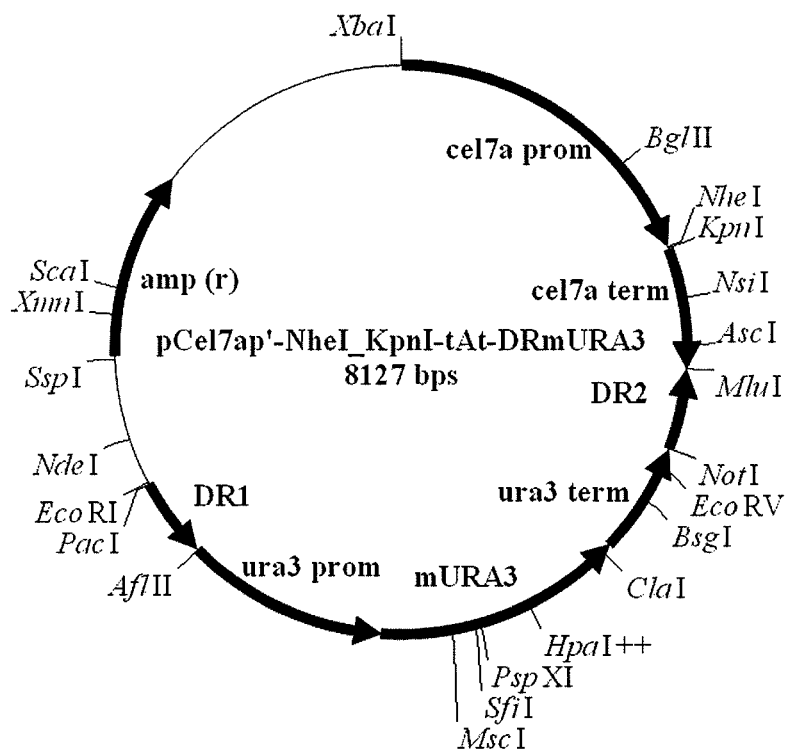 XbaI
cel7a prom
BglII
NheI
KpnI
ScaI
amp (r)
cel7a term
NsiI
XmnI
pCel7ap'-NheI_KpnI-tAt-DRmURA3
AscI
SspI
8127 bps
DR2
MluI
NdeI
DR1
ura3 term
NotI
EcoRI
EcoRV
PacI
BsgI
AflII
ura3 prom
mURA3
ClaI
HpaI++
PspXI
SfiI
MscI